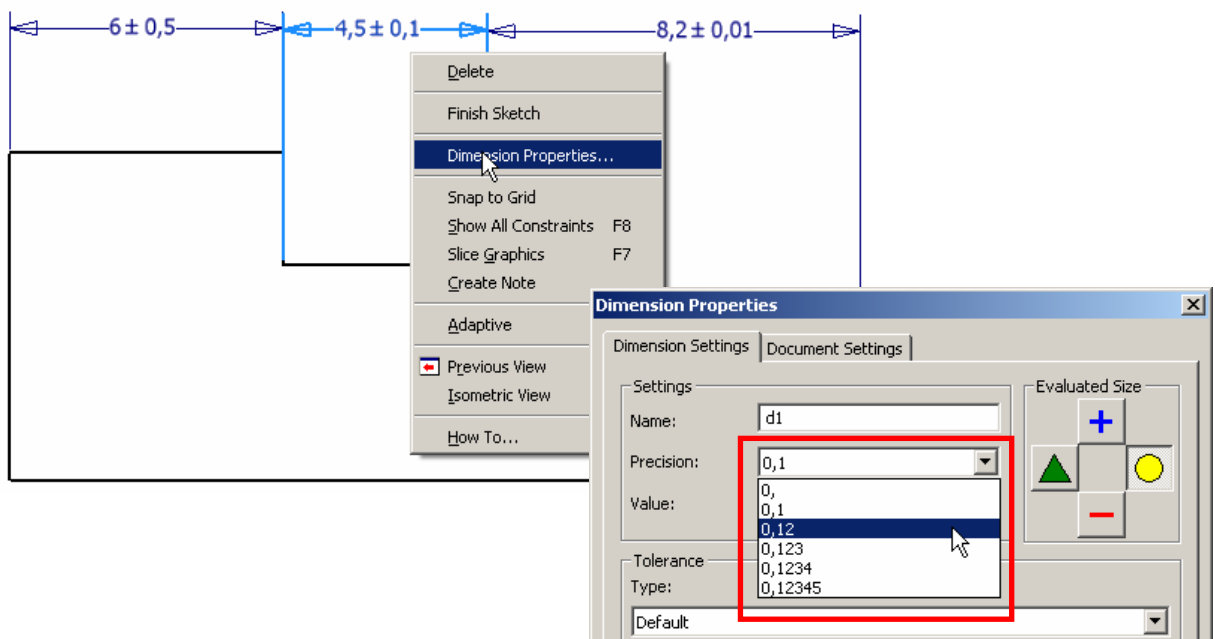 6 ± 0,5
4,5 ± 0,1
8,2 ± 0,01
Delete
Finish Sketch
Dimension Properties...
Snap to Grid
Show All Constraints F8
Slice Graphics F7
Create Note
Adaptive
Previous View
Isometric View
How To...
Dimension Properties
Dimension Settings Document Settings
Settings
Evaluated Size
Name: d1
Precision: 0,1
Value:
0,
0,1
0,12
0,123
0,1234
0,12345
Tolerance
Type:
Default